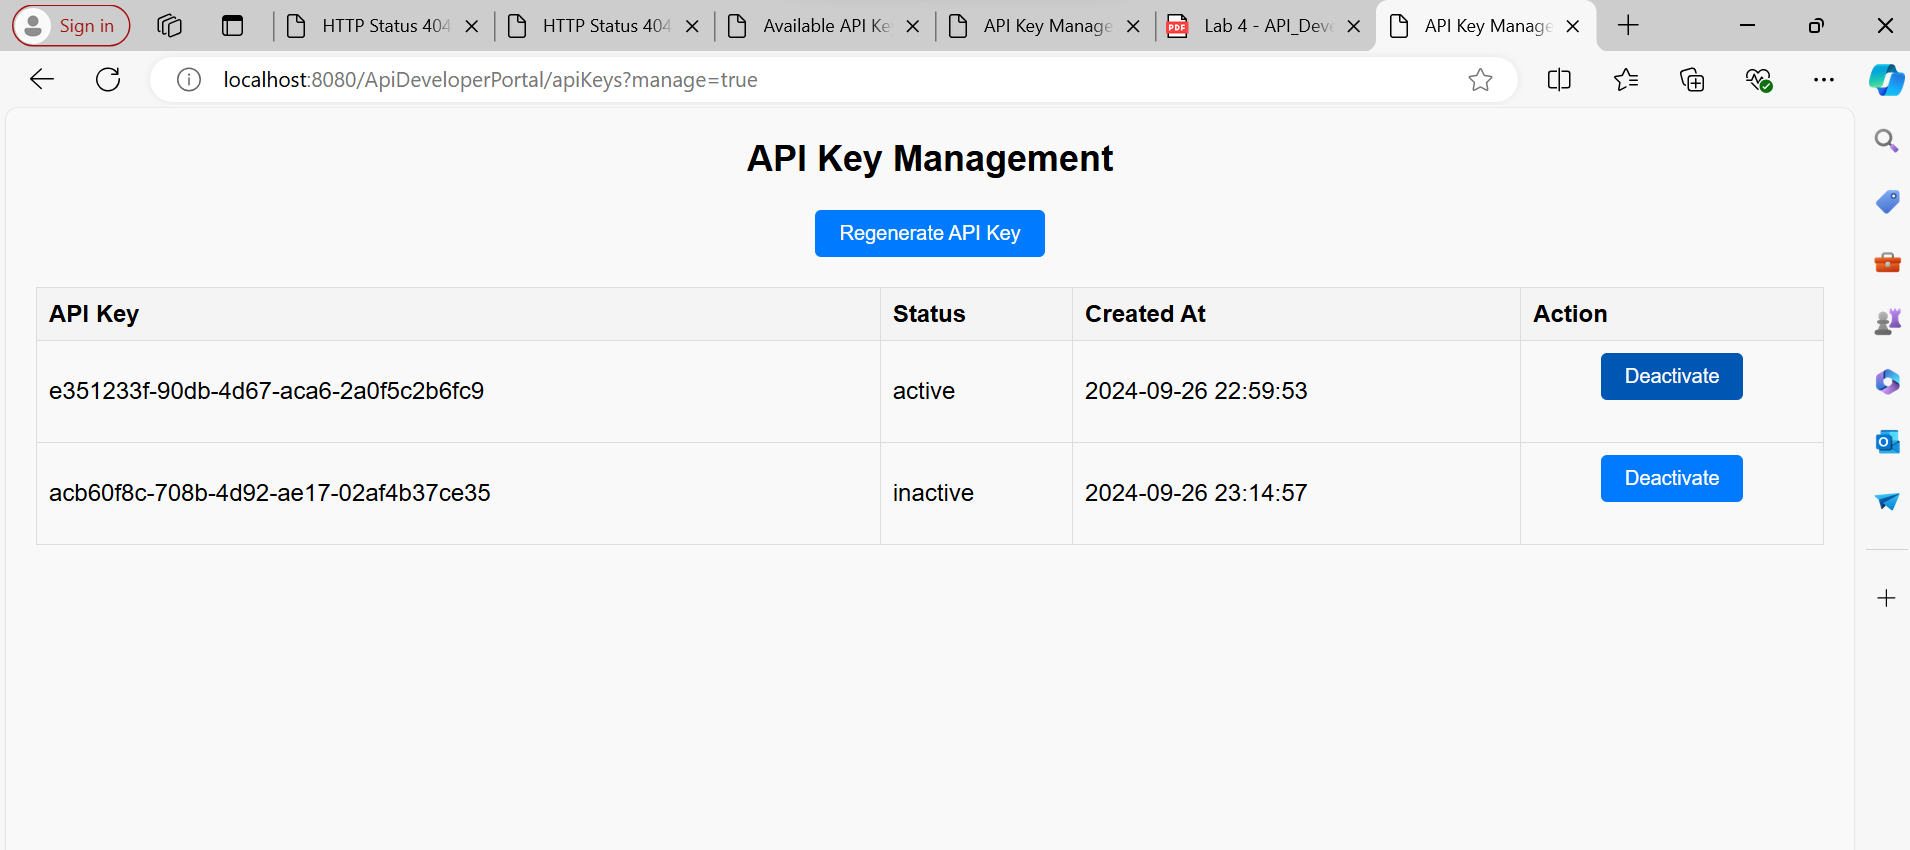 Sign in
HTTP Status 404
HTTP Status 404
Available API Ke
API Key Manage
PDF
Lab 4 - API_Deve
API Key Manage
localhost:8080/ApiDeveloperPortal/apiKeys?manage=true
API Key Management
Regenerate API Key
API Key Status Created At Action
e351233f-90db-4d67-aca6-2a0f5c2b6fc9 active 2024-09-26 22:59:53 Deactivate
acb60f8c-708b-4d92-ae17-02af4b37ce35 inactive 2024-09-26 23:14:57 Deactivate